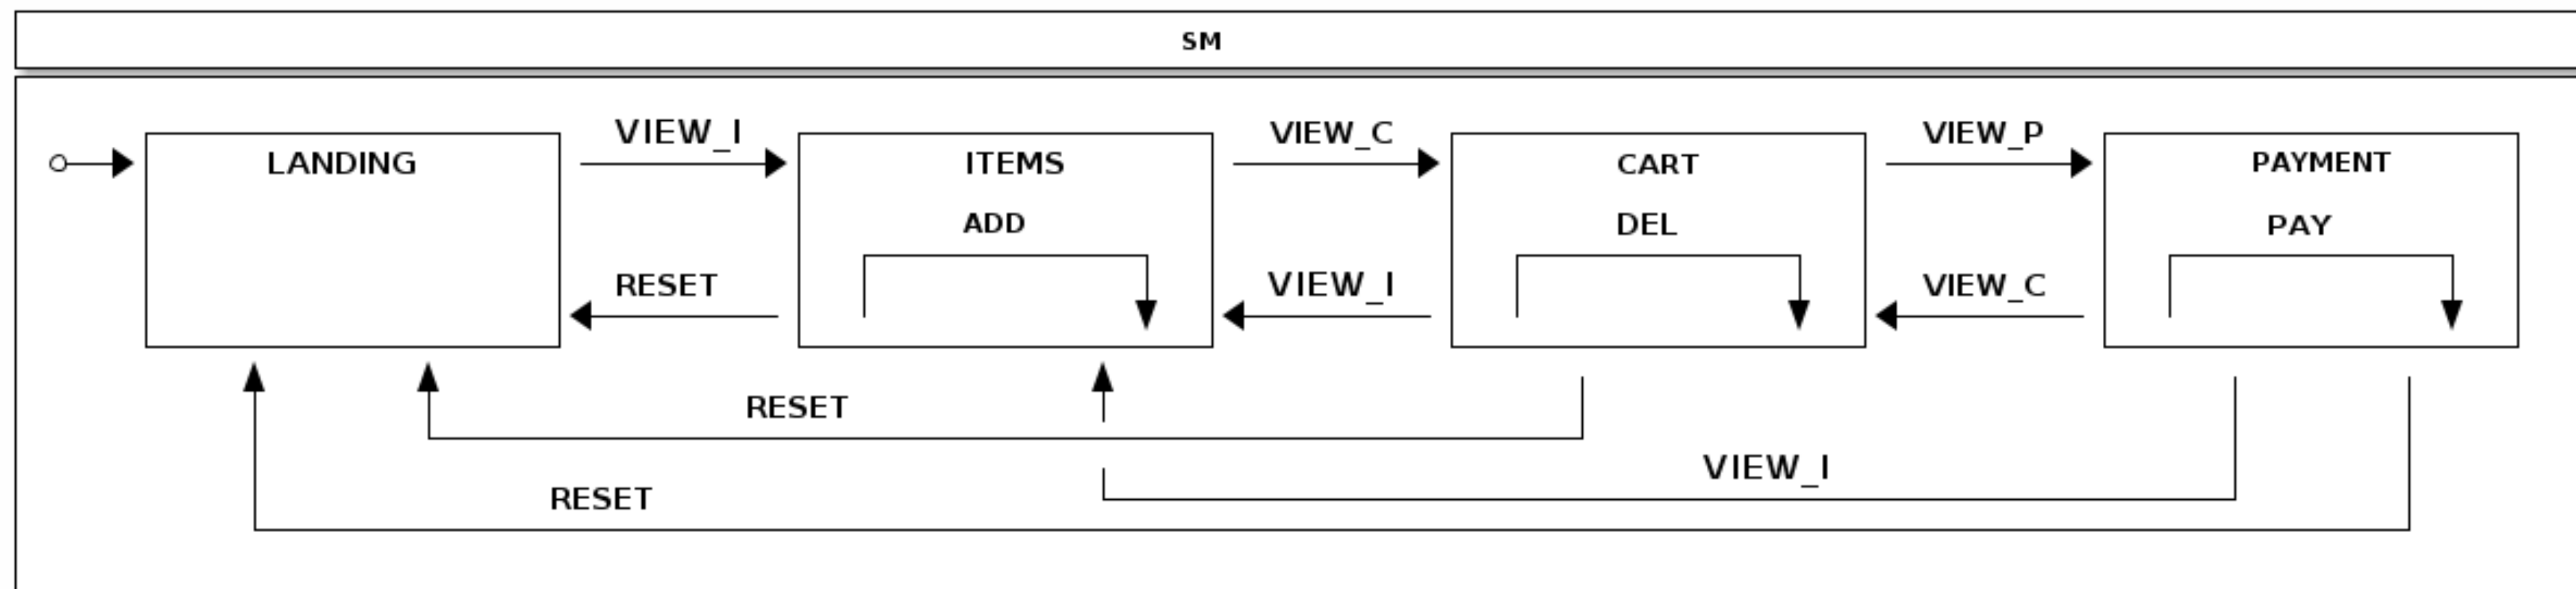 SM
VIEW_I
VIEW_C
VIEW_P
LANDING
ITEMS
CART
PAYMENT
ADD
DEL
PAY
RESET
VIEW_I
VIEW_C
RESET
VIEW_I
RESET